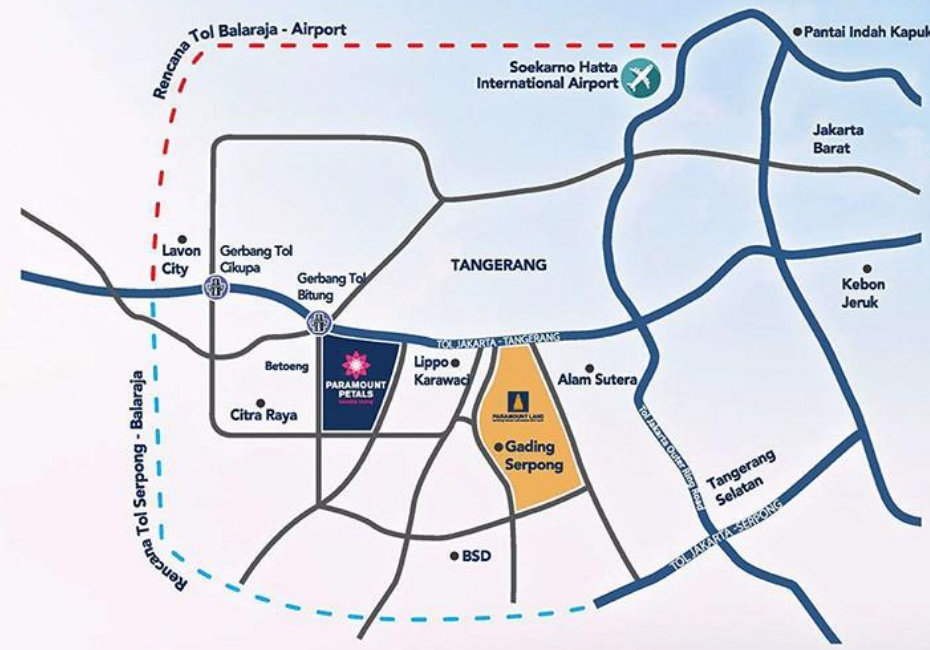 Rencana Tol Balaraja - Airport
Pantai Indah Kapuk
Soekarno Hatta
International Airport
Jakarta
Barat
Lavon
City
Gerbang Tol
Cikupa
TANGERANG
Gerbang Tol
Bitung
Kebon
Jeruk
TOL JAKARTA - TANGERANG
Betoeng
PARAMOUNT
PETALS
Lippo
Karawaci
Alam Sutera
PARAMOUNT LAND
Citra Raya
Gading
Serpong
Tol Jakarta Outer Ring Road
Tangerang
Selatan
Rencana Tol Serpong - Balaraja
TOL JAKARTA -SERPONG
BSD